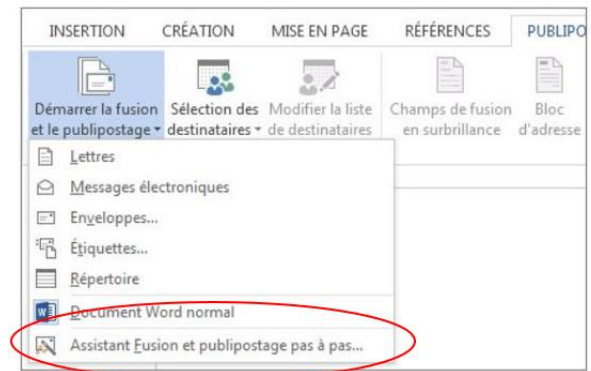 INSERTION CRÉATION MISE EN PAGE RÉFÉRENCES PUBLIPO
Démarrer la fusion Sélection des Modifier la liste Champs de fusion Bloc
et le publipostage destinataires de destinataires en surbrillance d'adresse
Lettres
Messages électroniques
Enveloppes...
Étiquettes...
Répertoire
Document Word normal
Assistant Fusion et publipostage pas à pas...